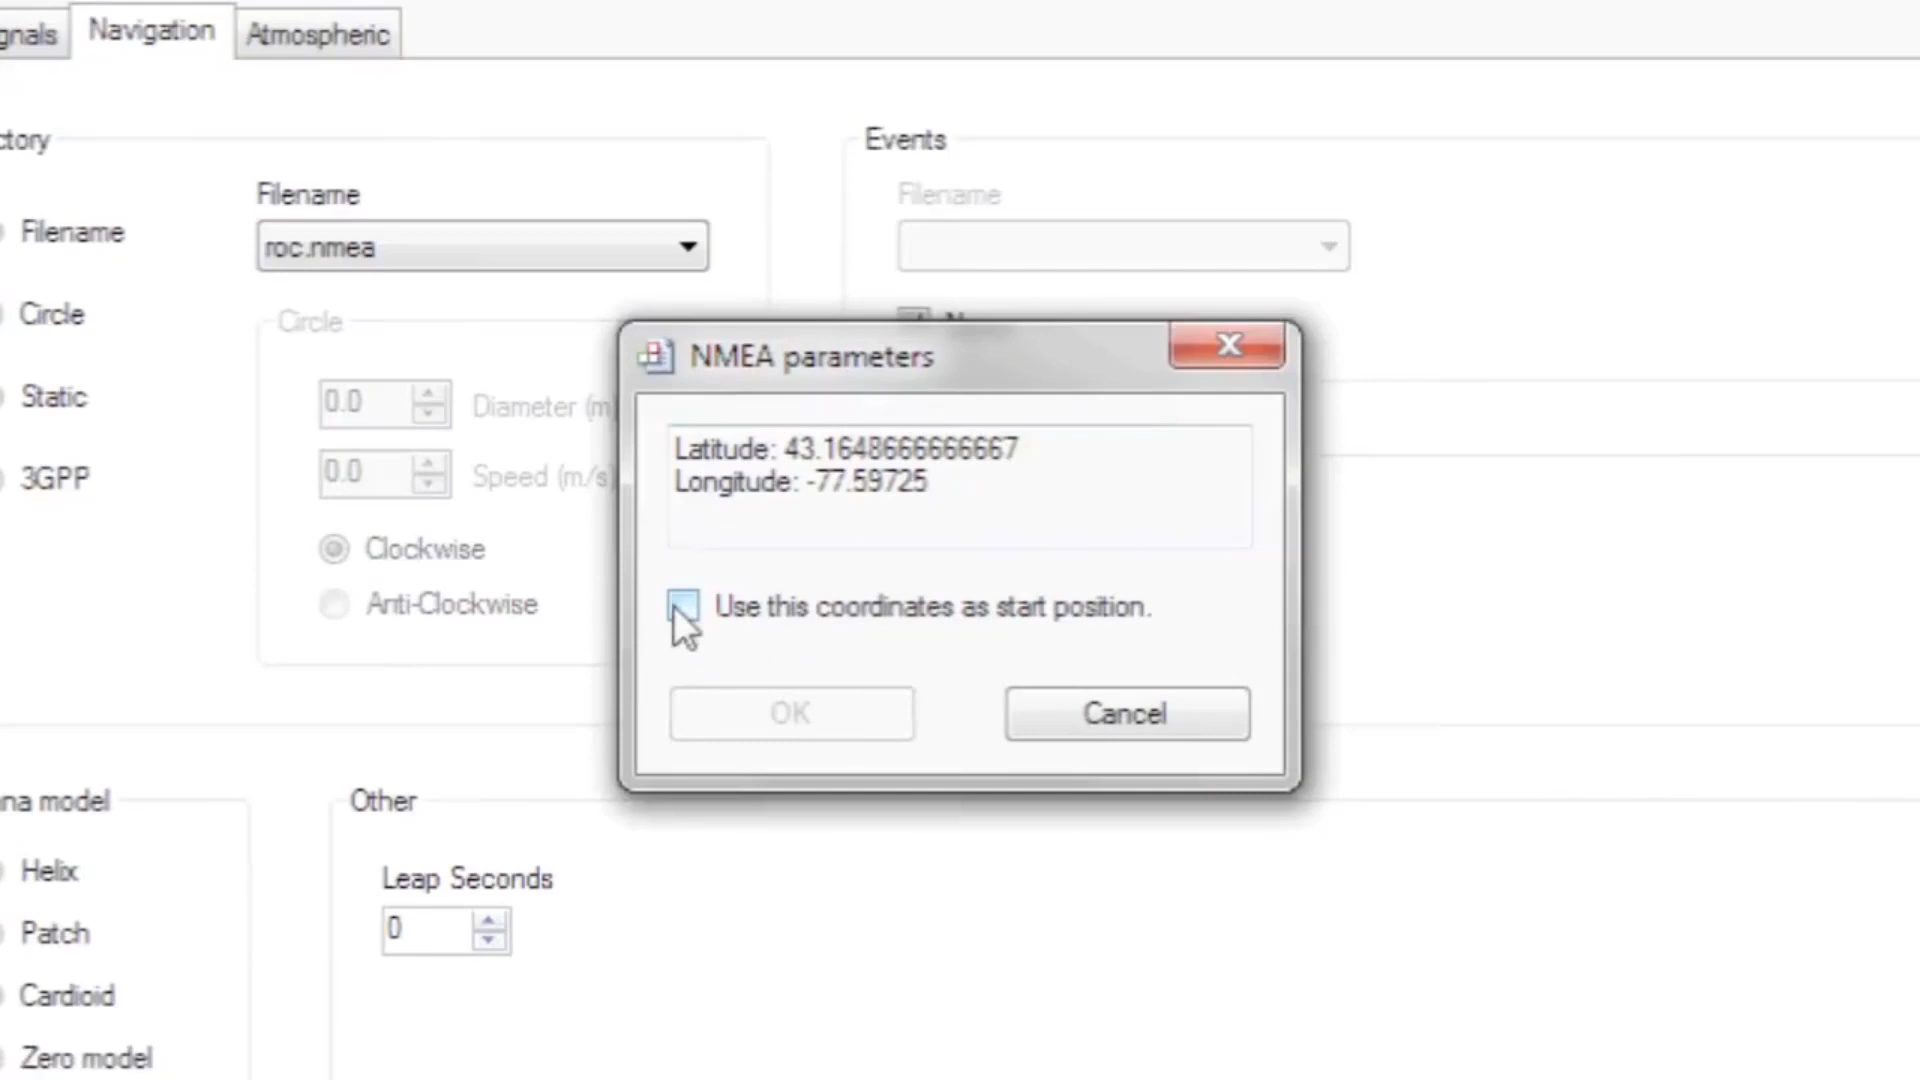 gnals
Navigation
Atmospheric
ctory
Events
Filename
Filename
Filename
roc.nmea
Circle
Circle
NMEA parameters
0.0
Diameter (m
Static
Latitude: 43.1648666666667
0.0
Speed (m/s)
3GPP
Longitude: -77.59725
Clockwise
Anti-Clockwise
Use this coordinates as start position.
OK
Cancel
na model
Other
Helix
Leap Seconds
0
Patch
Cardioid
Zero model